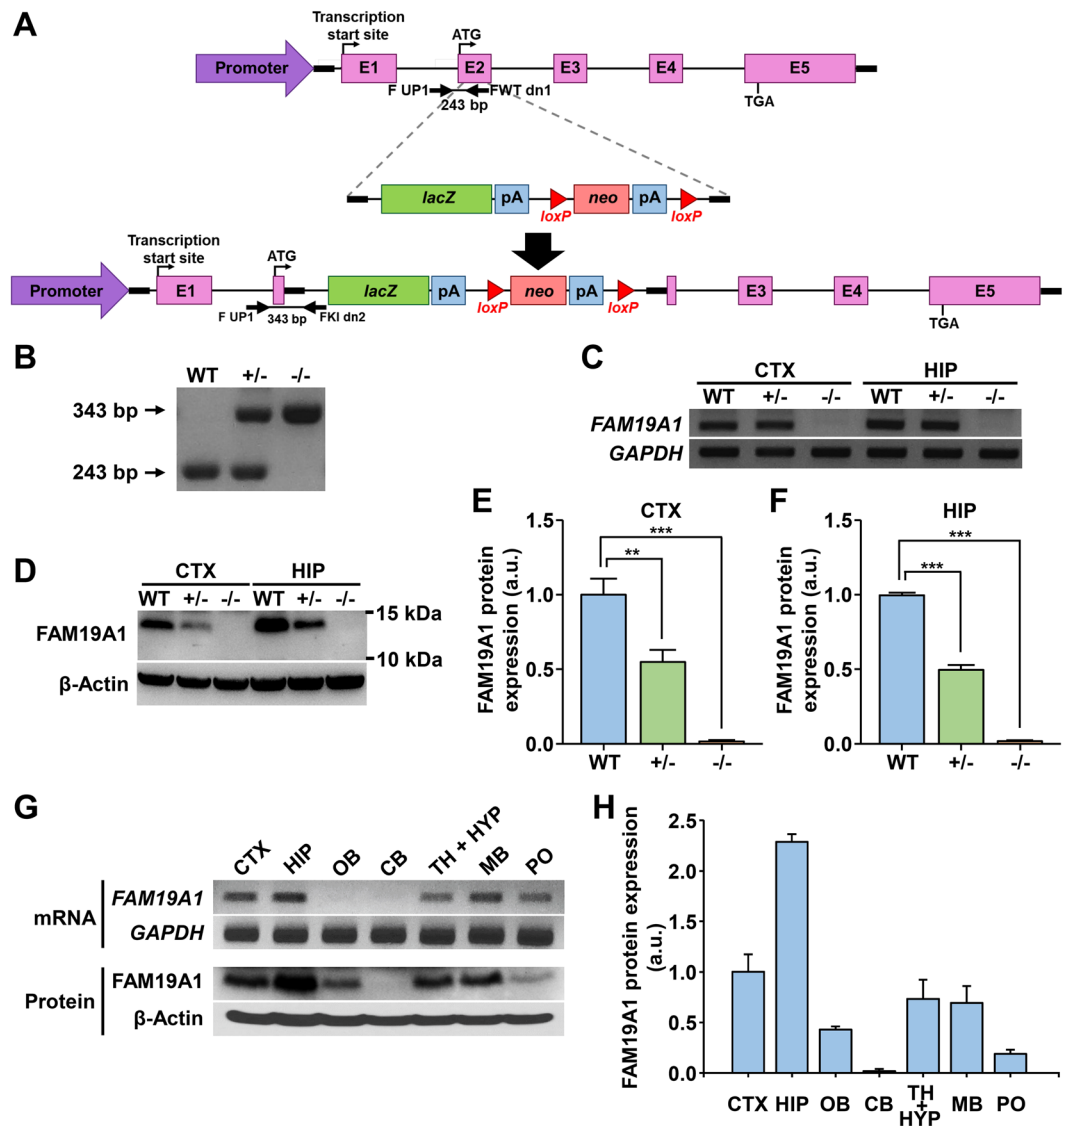 A
Transcription
start site
ATG
Promoter
E1
E2
E3
E4
E5
F UP1
FWT dn1
243 bp
TGA
lacZ
pA
loxP
neo
pA
loxP
Transcription
start site
ATG
Promoter
E1
lacZ
pA
loxP
neo
pA
loxP
E3
E4
E5
F UP1
343 bp
FKI dn2
TGA
B
WT +/- -/-
343 bp
243 bp
C
CTX HIP
WT +/- -/- WT +/- -/-
FAM19A1
GAPDH
D
CTX HIP
WT +/- -/- WT +/- -/-
15 kDa
FAM19A1
10 kDa
β-Actin
E
CTX
FAM19A1 protein
expression (a.u.)
1.5
1.0
0.5
0.0
***
**
WT +/- -/-
F
HIP
FAM19A1 protein
expression (a.u.)
1.5
1.0
0.5
0.0
***
***
WT +/- -/-
G
CTX HIP OB CB TH + HYP MB PO
mRNA
FAM19A1
GAPDH
Protein
FAM19A1
β-Actin
H
FAM19A1 protein expression
(a.u.)
2.5
2.0
1.5
1.0
0.5
0.0
CTX HIP OB CB TH + HYP MB PO